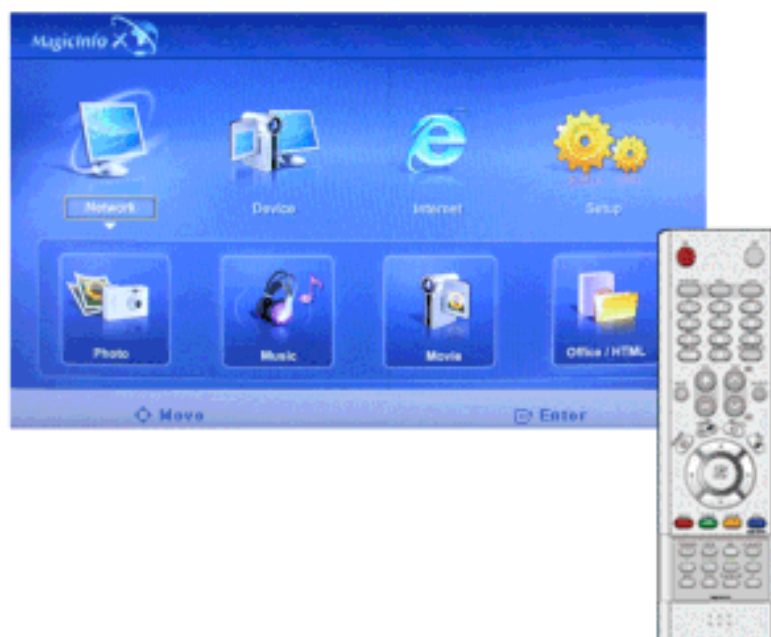 MagicInfo X
Network
Device
Internet
Setup
Photo
Music
Movie
Office / HTML
Move
Enter